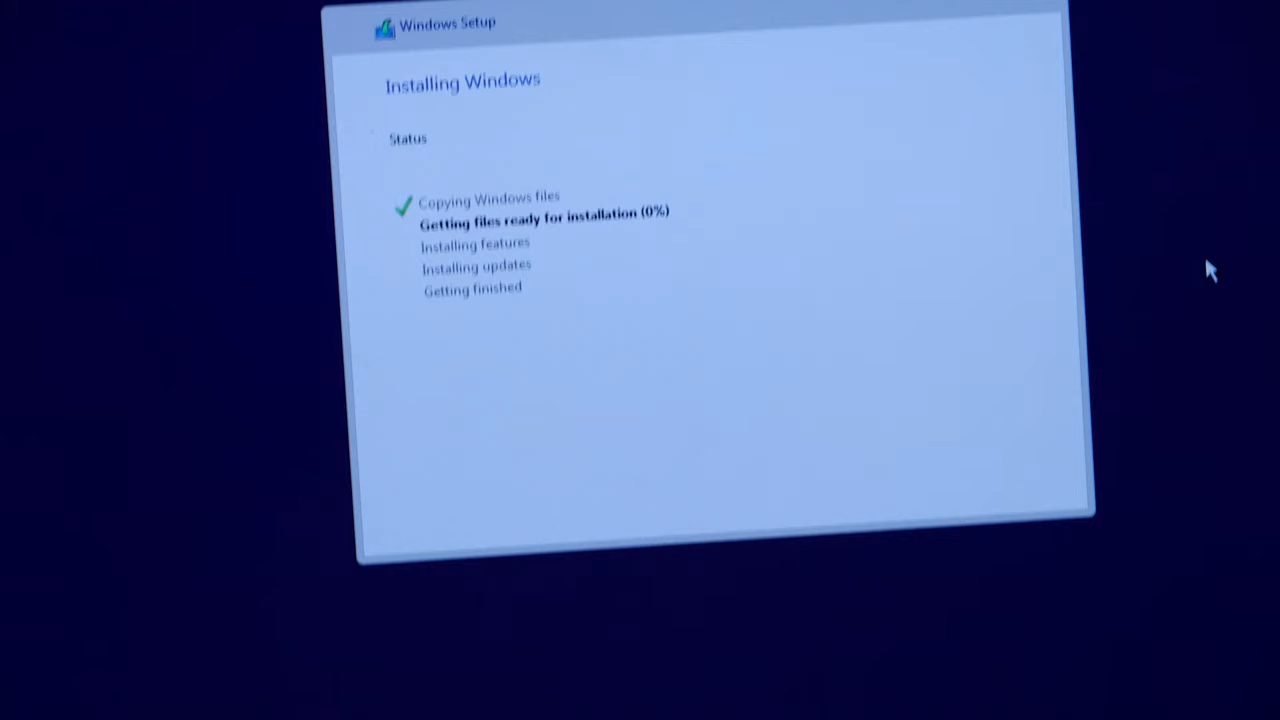 Windows Setup
Installing Windows
Status
Copying Windows files
Getting files ready for installation (0%)
Installing features
Installing updates
Getting finished